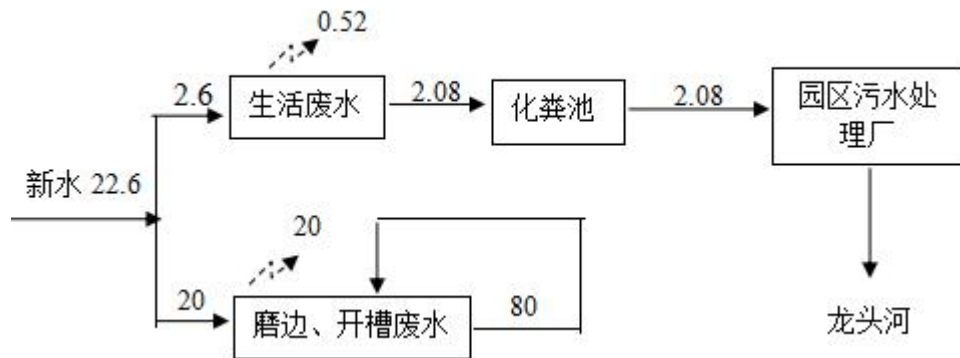 0.52
2.6
生活废水
2.08
化粪池
2.08
园区污水处
理厂
新水 22.6
20
20
磨边、开槽废水
80
龙头河